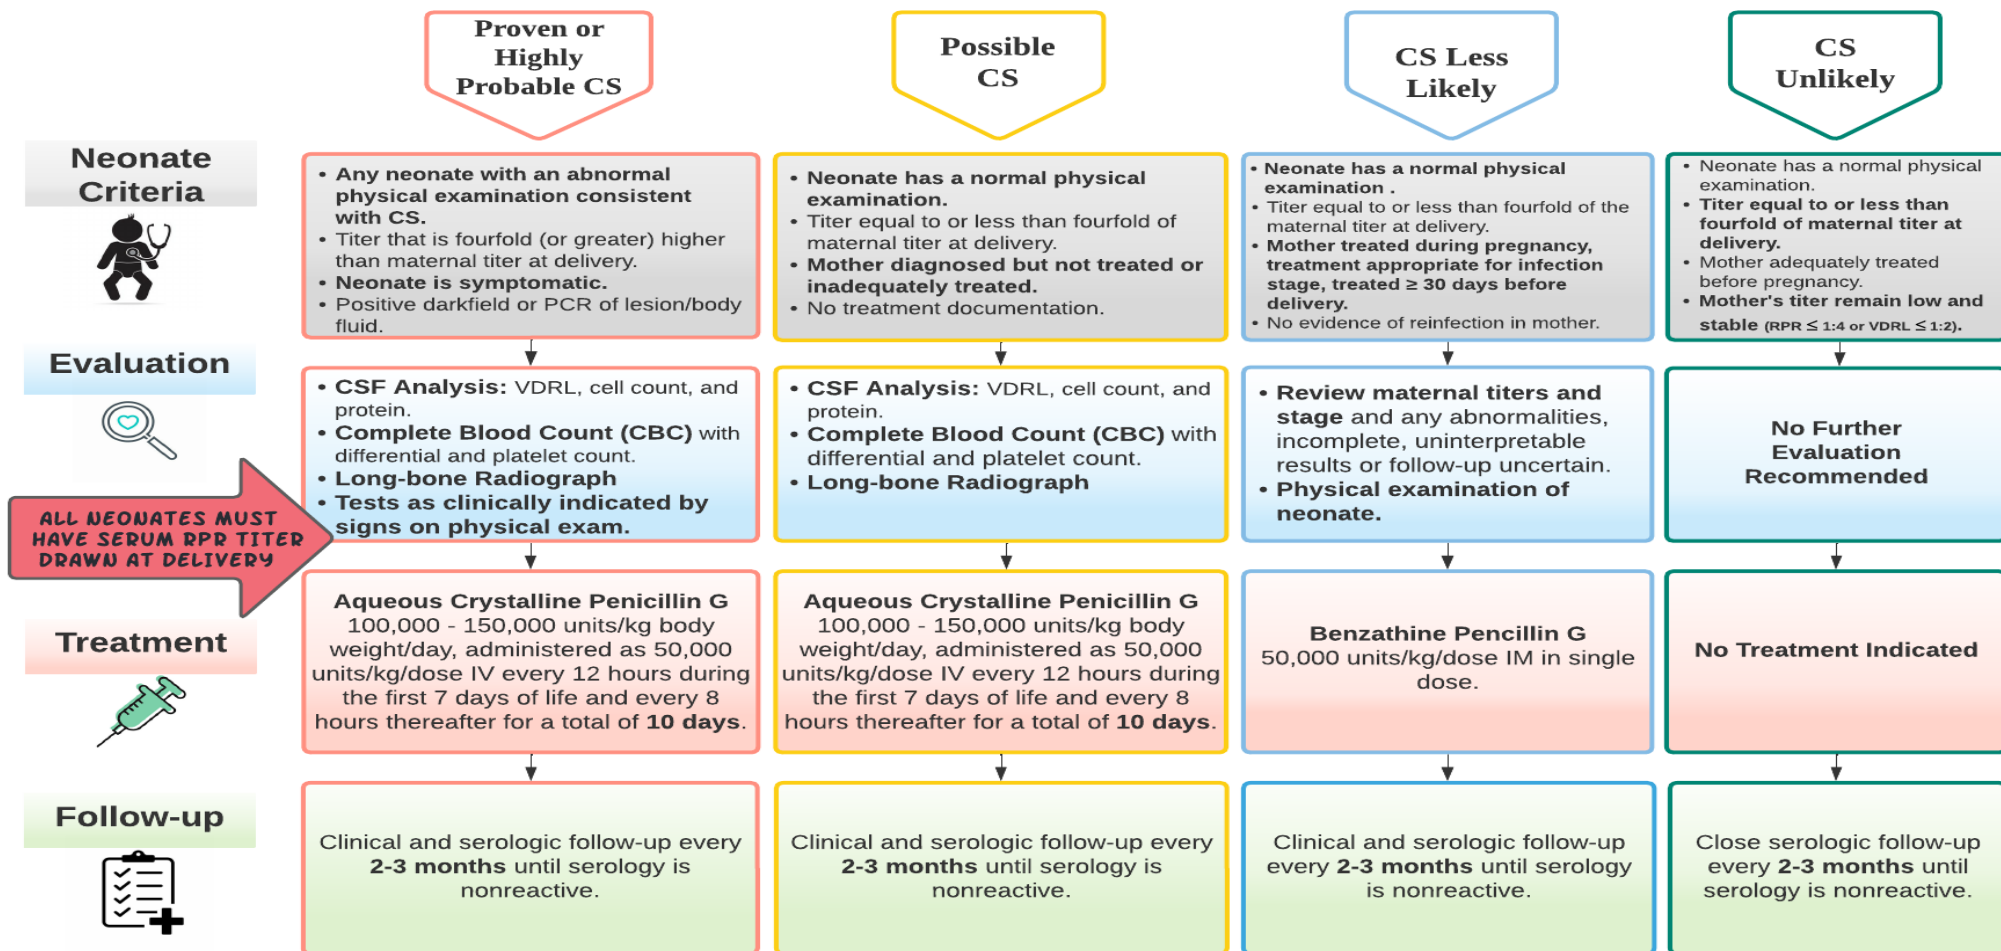 Proven or
Highly
Probable CS
Possible
CS
CS Less
Likely
CS
Unlikely
Neonate
Criteria
• Any neonate with an abnormal
physical examination consistent
with CS.
• Titer that is fourfold (or greater) higher
than maternal titer at delivery.
• Neonate is symptomatic.
• Positive darkfield or PCR of lesion/body
fluid.
• Neonate has a normal physical
examination.
• Titer equal to or less than fourfold of
maternal titer at delivery.
• Mother diagnosed but not treated or
inadequately treated.
• No treatment documentation.
• Neonate has a normal physical
examination .
• Titer equal to or less than fourfold of the
maternal titer at delivery.
• Mother treated during pregnancy,
treatment appropriate for infection
stage, treated ≥ 30 days before
delivery.
• No evidence of reinfection in mother.
• Neonate has a normal physical
examination.
• Titer equal to or less than
fourfold of maternal titer at
delivery.
• Mother adequately treated
before pregnancy.
• Mother's titer remain low and
stable (RPR ≤ 1:4 or VDRL ≤ 1:2).
Evaluation
• CSF Analysis: VDRL, cell count, and
protein.
• Complete Blood Count (CBC) with
differential and platelet count.
• Long-bone Radiograph
• Tests as clinically indicated by
signs on physical exam.
• CSF Analysis: VDRL, cell count, and
protein.
• Complete Blood Count (CBC) with
differential and platelet count.
• Long-bone Radiograph
• Review maternal titers and
stage and any abnormalities,
incomplete, uninterpretable
results or follow-up uncertain.
• Physical examination of
neonate.
No Further
Evaluation
Recommended
ALL NEONATES MUST
HAVE SERUM RPR TITER
DRAWN AT DELIVERY
Treatment
Aqueous Crystalline Penicillin G
100,000 - 150,000 units/kg body
weight/day, administered as 50,000
units/kg/dose IV every 12 hours during
the first 7 days of life and every 8
hours thereafter for a total of 10 days.
Aqueous Crystalline Penicillin G
100,000 - 150,000 units/kg body
weight/day, administered as 50,000
units/kg/dose IV every 12 hours during
the first 7 days of life and every 8
hours thereafter for a total of 10 days.
Benzathine Pencillin G
50,000 units/kg/dose IM in single
dose.
No Treatment Indicated
Follow-up
Clinical and serologic follow-up every
2-3 months until serology is
nonreactive.
Clinical and serologic follow-up every
2-3 months until serology is
nonreactive.
Clinical and serologic follow-up
every 2-3 months until serology
is nonreactive.
Close serologic follow-up
every 2-3 months until
serology is nonreactive.